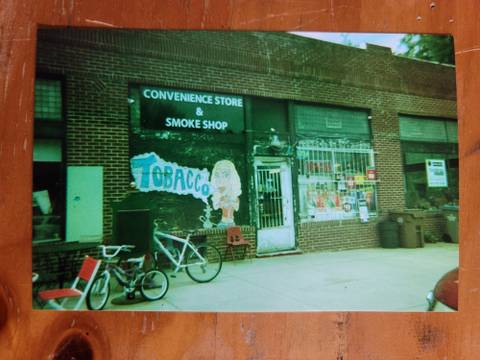 CONVENIENCE STORE
&
SMOKE SHOP
TOBACCO